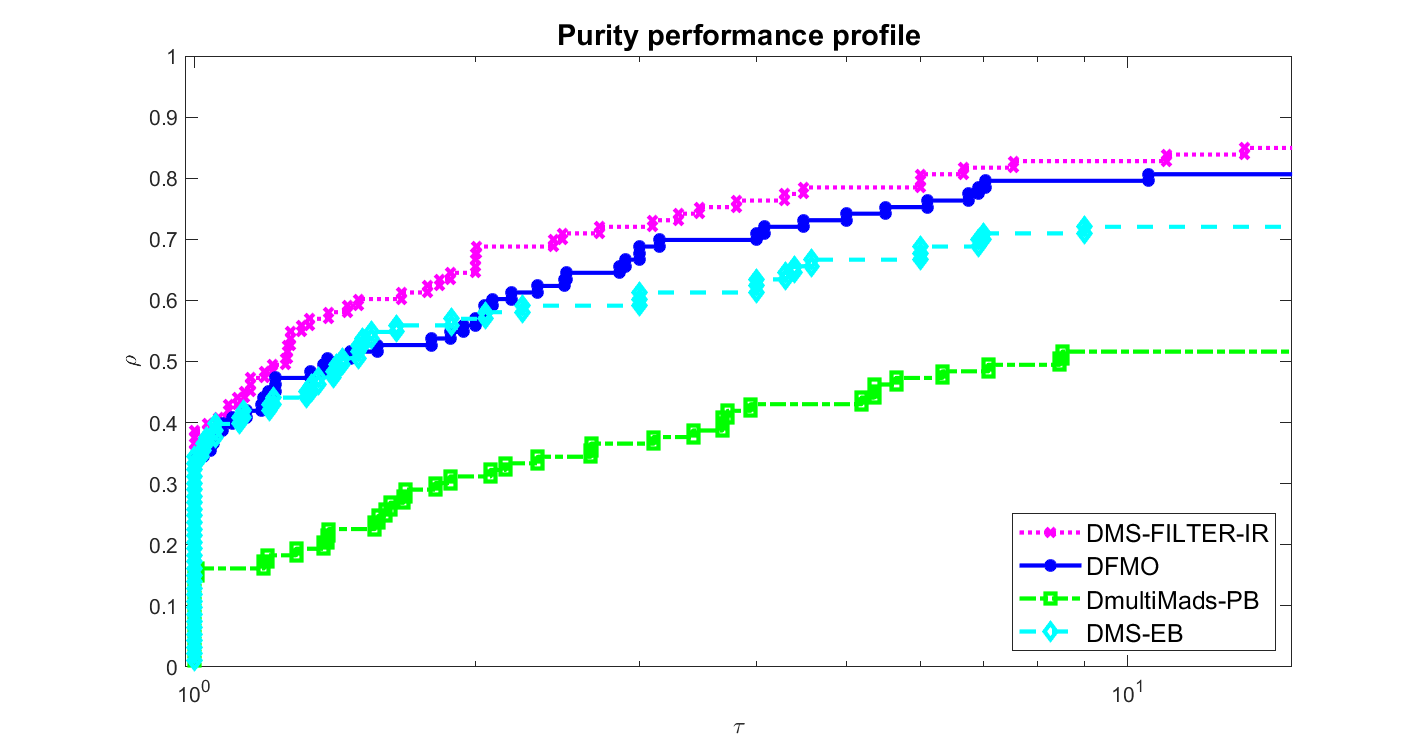 Purity performance profile
1
0.9
0.8
0.7
0.6
0.5
0.4
0.3
0.2
0.1
0
ρ
10⁰
10¹
τ
DMS-FILTER-IR
DFMO
DmultiMads-PB
DMS-EB